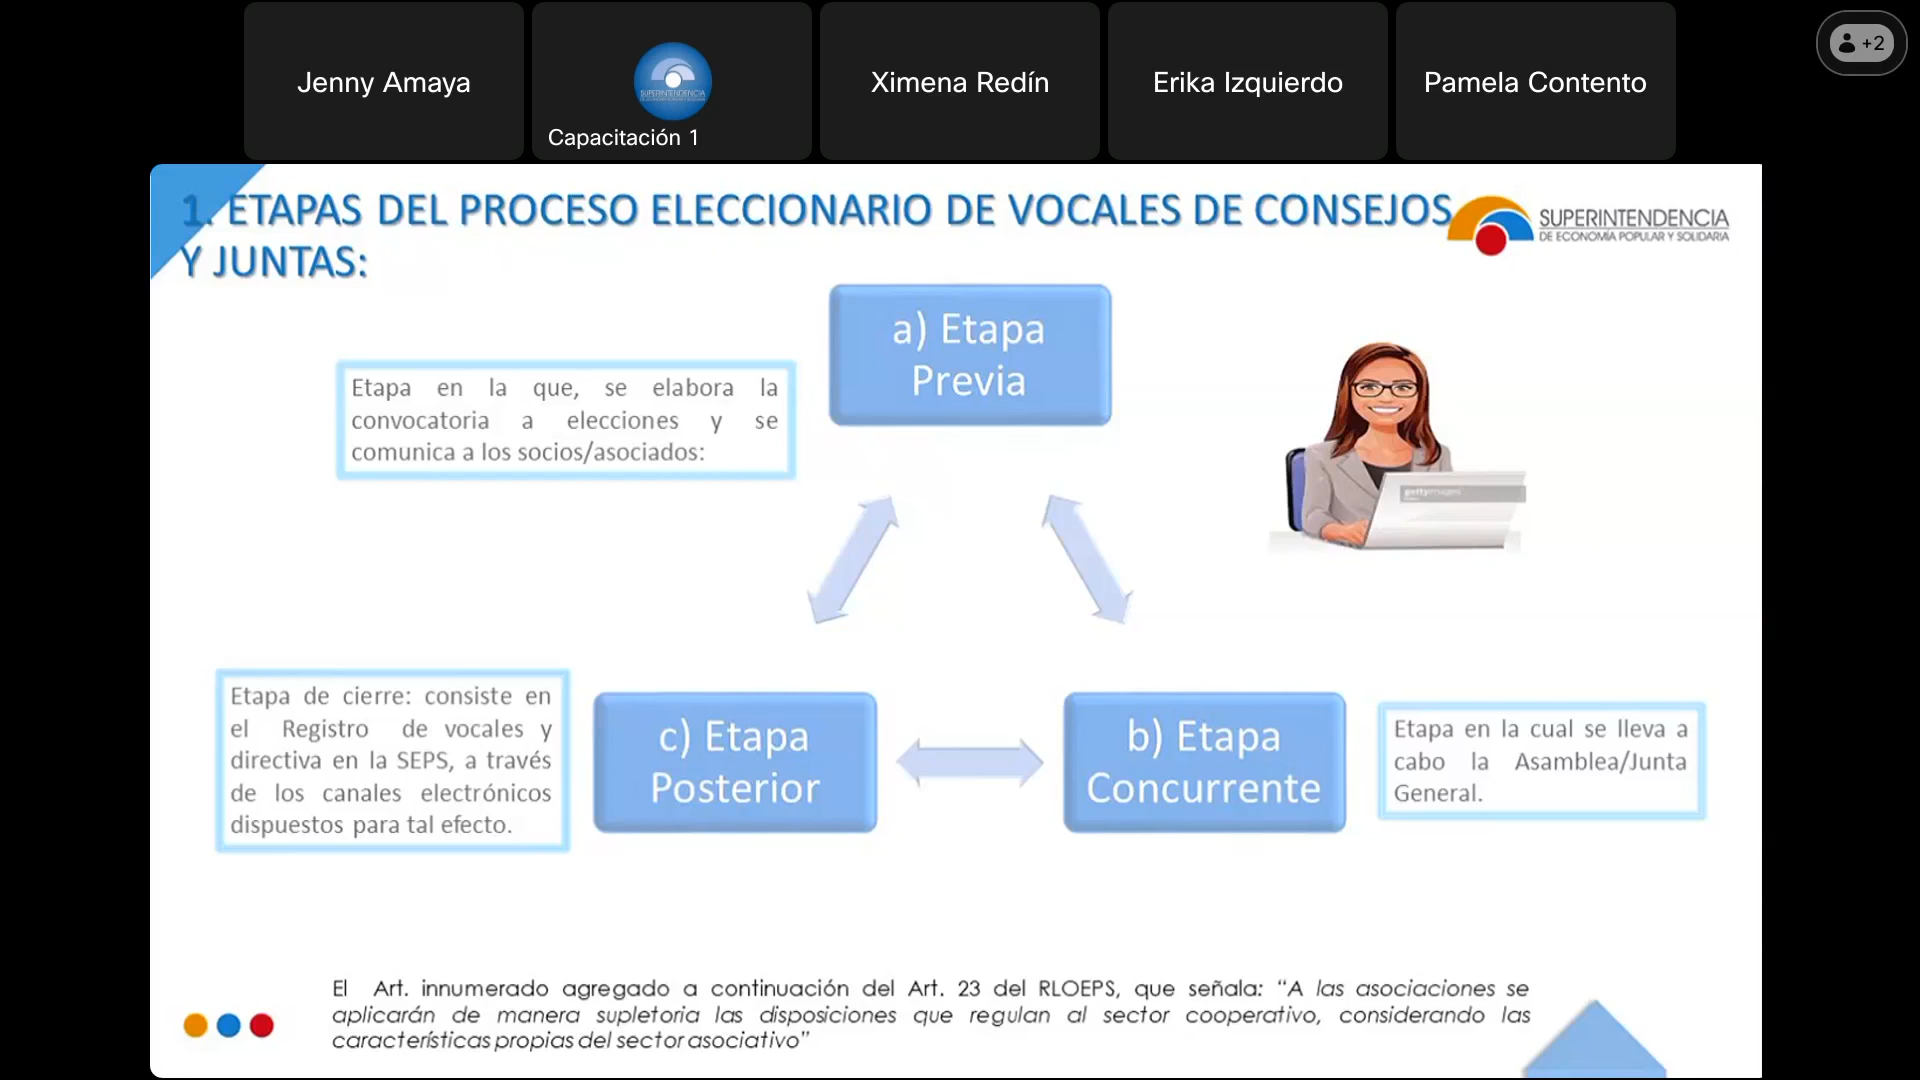 Jenny Amaya
Capacitación 1
Ximena Redín
Erika Izquierdo
Pamela Contento
+2
1. ETAPAS DEL PROCESO ELECCIONARIO DE VOCALES DE CONSEJOS
Y JUNTAS:
SUPERINTENDENCIA
DE ECONOMÍA POPULAR Y SOLIDARIA
a) Etapa
Previa
Etapa en la que, se elabora la
convocatoria a elecciones y se
comunica a los socios/asociados:
gettyimages
Etapa de cierre: consiste en
el Registro de vocales y
directiva en la SEPS, a través
de los canales electrónicos
dispuestos para tal efecto.
c) Etapa
Posterior
b) Etapa
Concurrente
Etapa en la cual se lleva a
cabo la Asamblea/Junta
General.
El Art. innumerado agregado a continuación del Art. 23 del RLOEPS, que señala: “A las asociaciones se
aplicarán de manera supletoria las disposiciones que regulan al sector cooperativo, considerando las
características propias del sector asociativo”